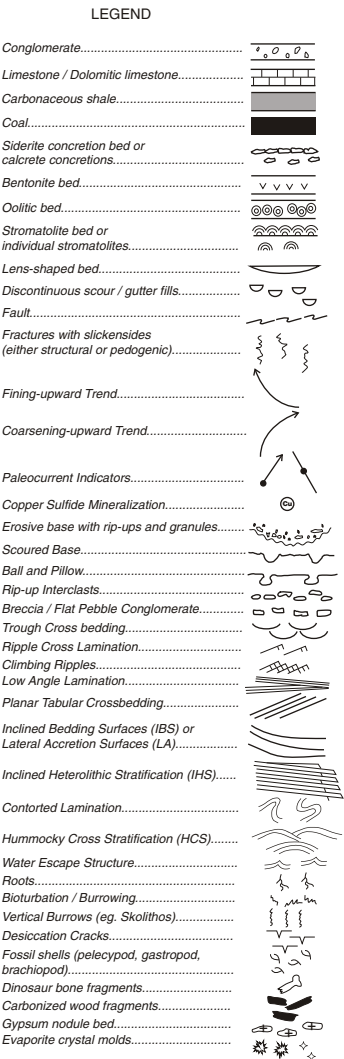 LEGEND
Conglomerate.............................................
Limestone / Dolomitic limestone..................
Carbonaceous shale...................................
Coal............................................................
Siderite concretion bed or
calcrete concretions....................................
Bentonite bed.............................................
Oolitic bed..................................................
Stromatolite bed or
individual stromatolites...............................
Lens-shaped bed........................................
Discontinuous scour / gutter fills.................
Fault...........................................................
Fractures with slickensides
(either structural or pedogenic)...................
Fining-upward Trend...................................
Coarsening-upward Trend...........................
Paleocurrent Indicators...............................
Copper Sulfide Mineralization......................
Cu
Erosive base with rip-ups and granules........
Scoured Base..............................................
Ball and Pillow.............................................
Rip-up Interclasts........................................
Breccia / Flat Pebble Conglomerate............
Trough Cross bedding.................................
Ripple Cross Lamination.............................
Climbing Ripples.........................................
Low Angle Lamination.................................
Planar Tabular Crossbedding......................
Inclined Bedding Surfaces (IBS) or
Lateral Accretion Surfaces (LA).................
Inclined Heterolithic Stratification (IHS)......
Contorted Lamination..................................
Hummocky Cross Stratification (HCS)........
Water Escape Structure.............................
Roots.........................................................
Bioturbation / Burrowing............................
Vertical Burrows (eg. Skolithos)................
Desiccation Cracks...................................
Fossil shells (pelecypod, gastropod,
brachiopod)..............................................
Dinosaur bone fragments.........................
Carbonized wood fragments.....................
Gypsum nodule bed.................................
Evaporite crystal molds............................